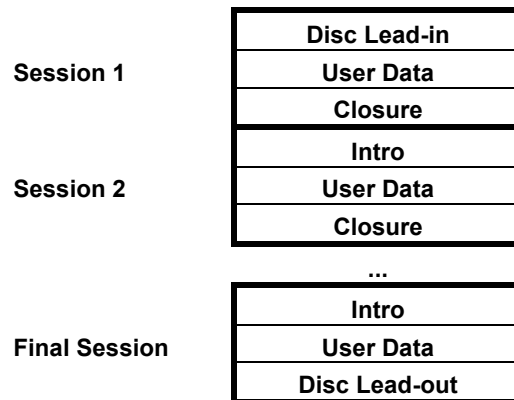 Disc Lead-in
Session 1 User Data
Closure
Intro
Session 2 User Data
Closure
...
Intro
Final Session User Data
Disc Lead-out